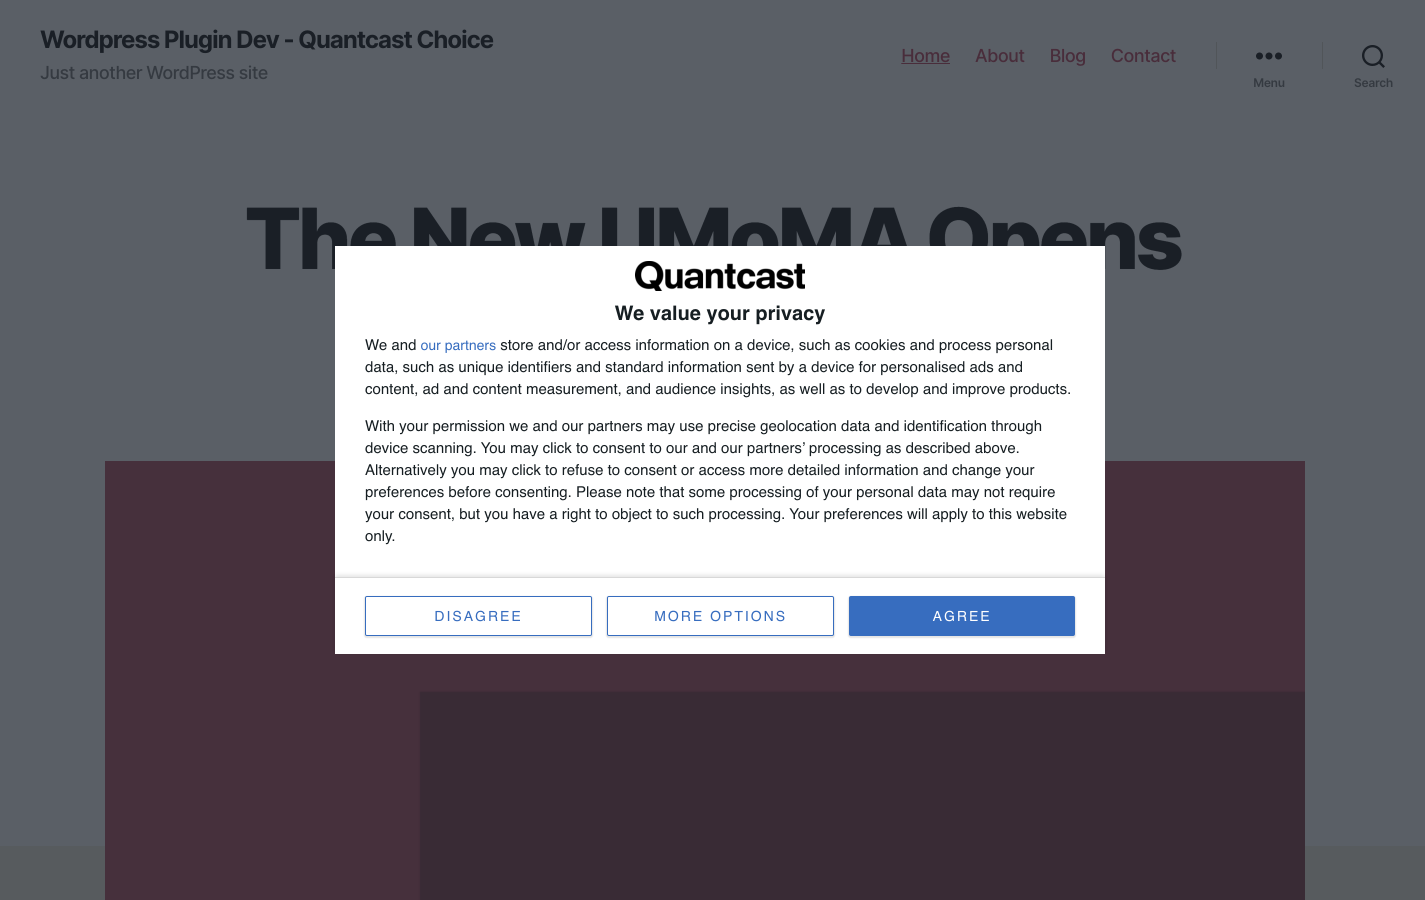 Wordpress Plugin Dev - Quantcast Choice
Just another WordPress site
Home About Blog Contact
Menu
Search
The New UMoMA Opens
Quantcast
We value your privacy
We and our partners store and/or access information on a device, such as cookies and process personal
data, such as unique identifiers and standard information sent by a device for personalised ads and
content, ad and content measurement, and audience insights, as well as to develop and improve products.
With your permission we and our partners may use precise geolocation data and identification through
device scanning. You may click to consent to our and our partners’ processing as described above.
Alternatively you may click to refuse to consent or access more detailed information and change your
preferences before consenting. Please note that some processing of your personal data may not require
your consent, but you have a right to object to such processing. Your preferences will apply to this website
only.
DISAGREE
MORE OPTIONS
AGREE